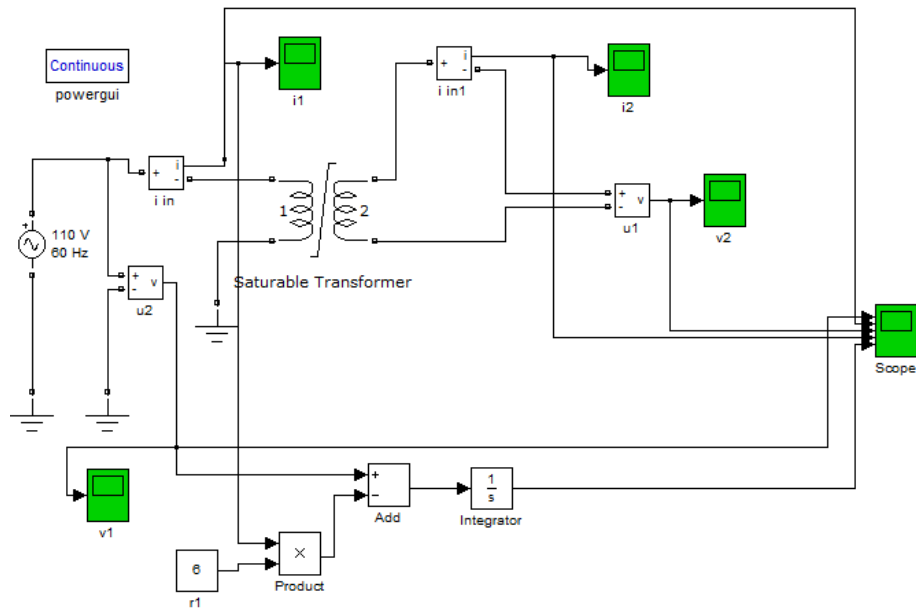 Continuous
powergui
i
+
-
i in
i1
i
+
-
i in1
i2
1
2
Saturable Transformer
+
110 V
60 Hz
+
-
v
u2
+
-
v
u1
v2
Scope
v1
+
−
Add
1
s
Integrator
×
Product
6
r1